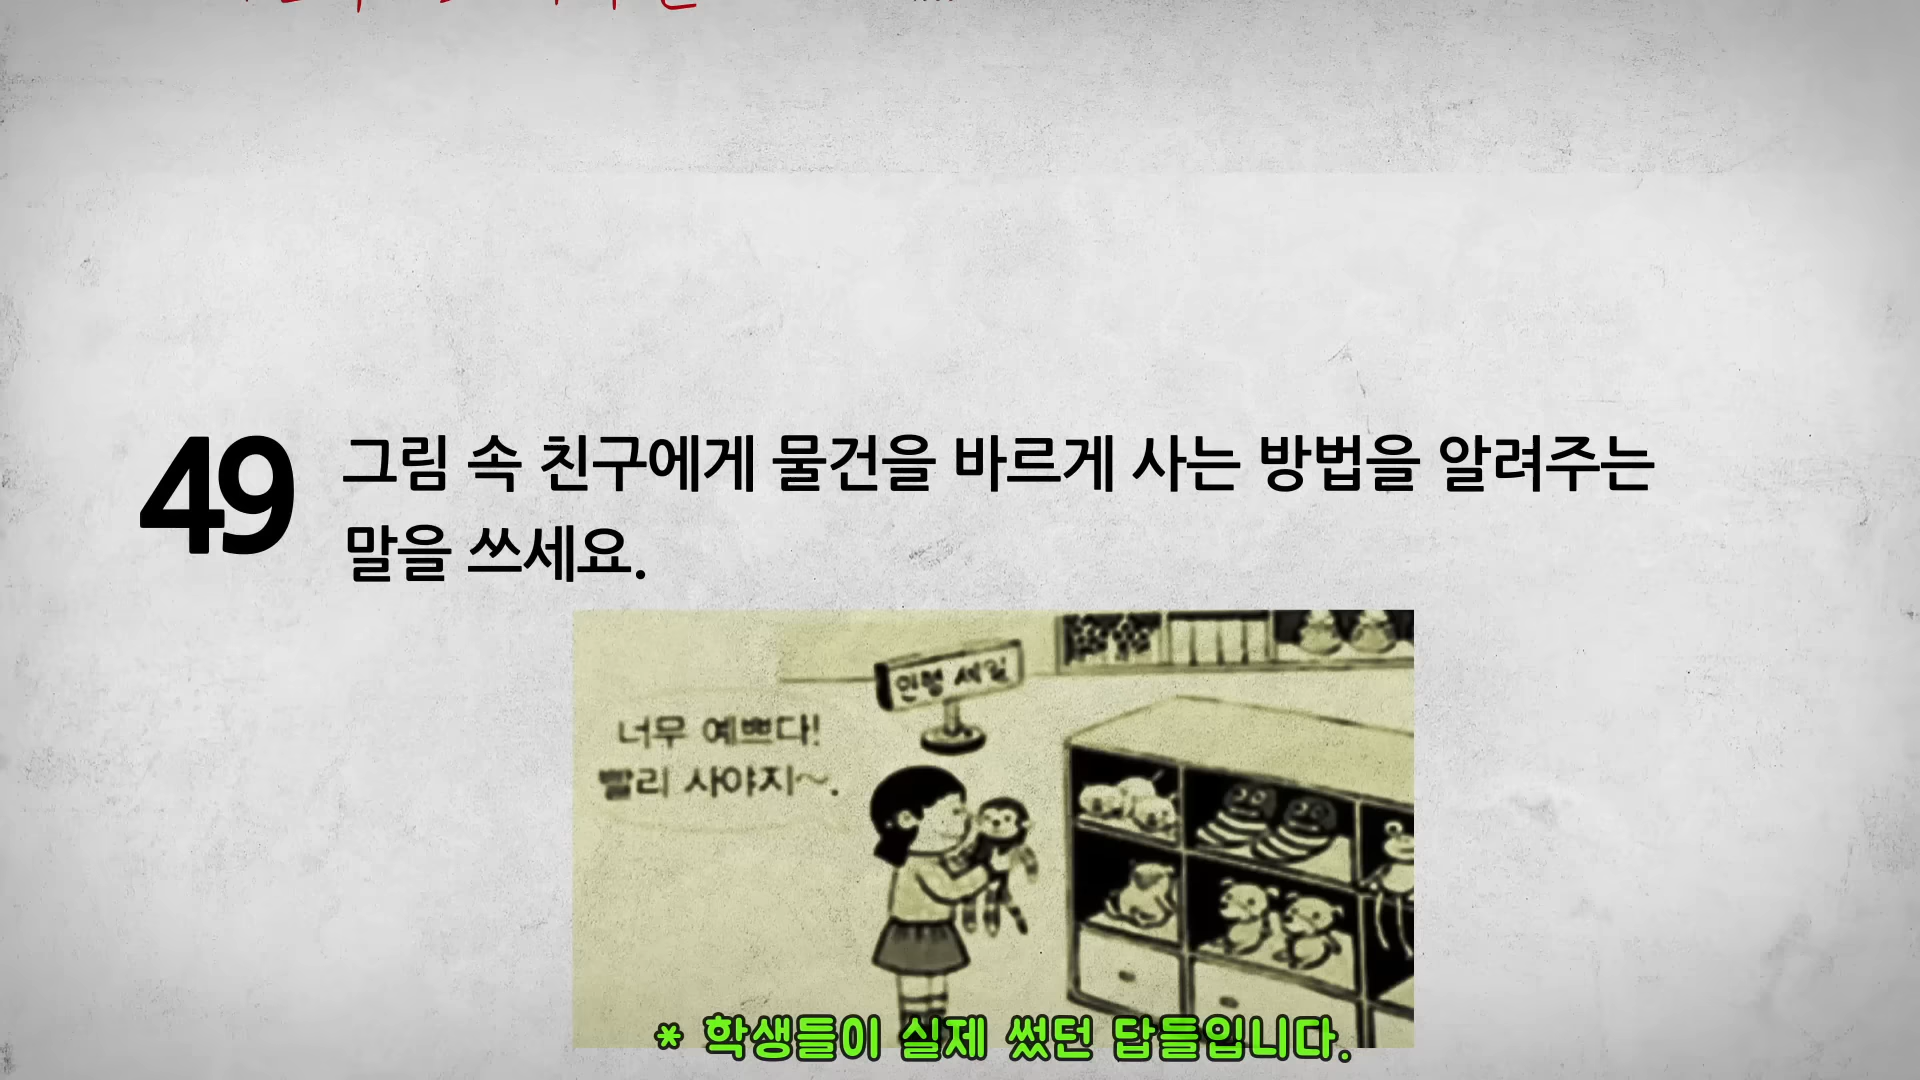 49 그림 속 친구에게 물건을 바르게 사는 방법을 알려주는
말을 쓰세요.
인형 세일
너무 예쁘다!
빨리 사야지~.
* 학생들이 실제 썼던 답들입니다.